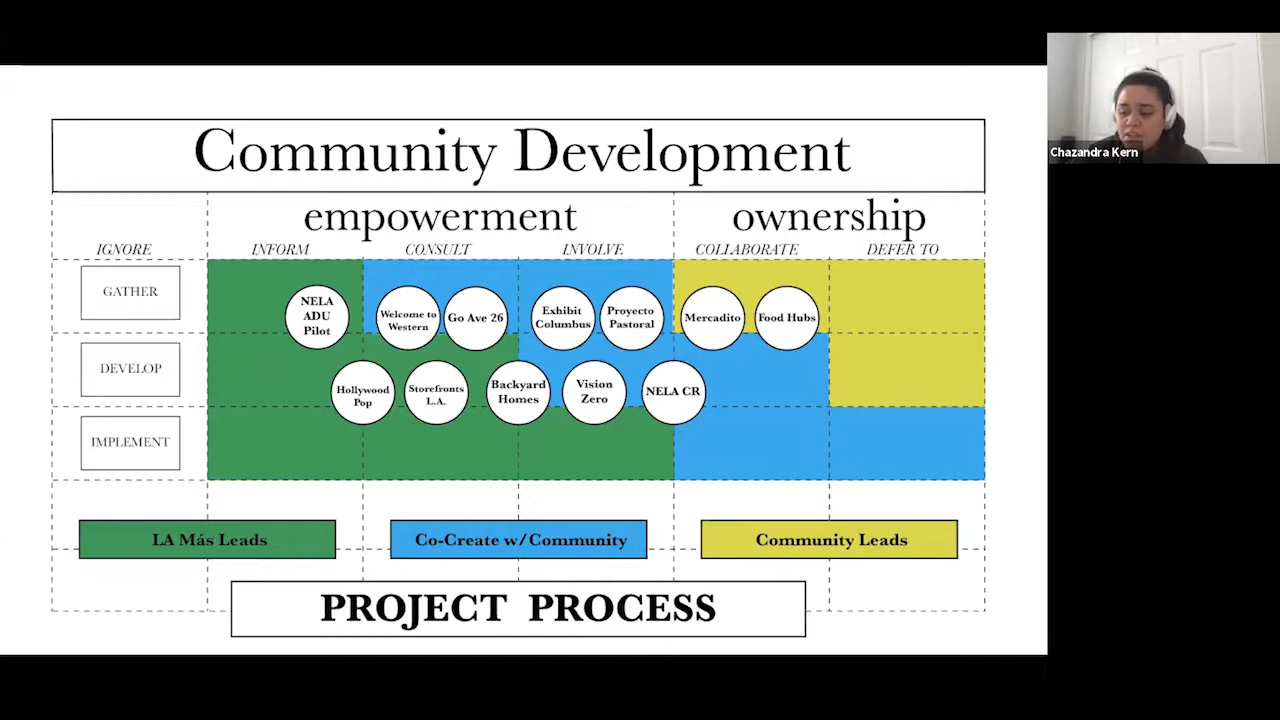 Community Development
empowerment
ownership
IGNORE
INFORM
CONSULT
INVOLVE
COLLABORATE
DEFER TO
GATHER
NELA
ADU
Pilot
Welcome to
Western
Go Ave 26
Exhibit
Columbus
Proyecto
Pastoral
Mercadito
Food Hubs
DEVELOP
Hollywood
Pop
Storefronts
L.A.
Backyard
Homes
Vision
Zero
NELA CR
IMPLEMENT
LA Más Leads
Co-Create w/Community
Community Leads
PROJECT PROCESS
Chazandra Kern